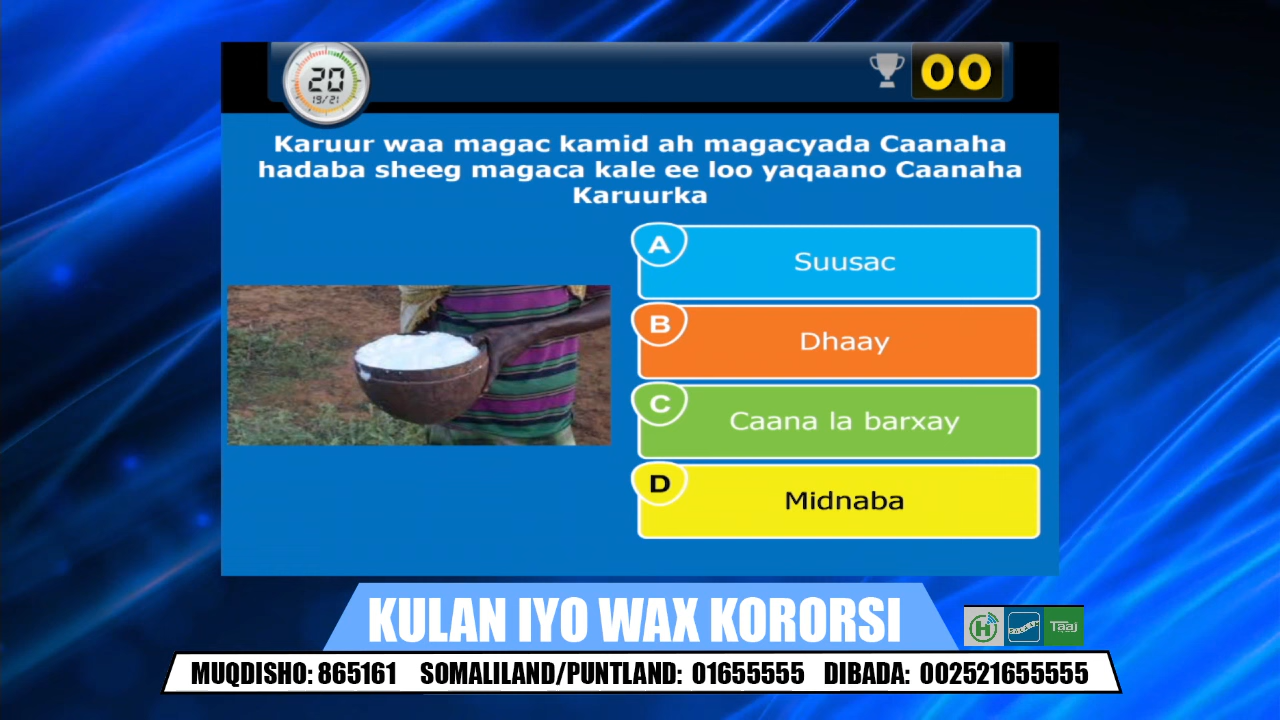 20
19/21
00
Karuur waa magac kamid ah magacyada Caanaha
hadaba sheeg magaca kale ee loo yaqaano Caanaha
Karuurka
A
Suusac
B
Dhaay
C
Caana la barxay
D
Midnaba
KULAN IYO WAX KORORSI
Taaj
MUQDISHO: 865161 SOMALILAND/PUNTLAND: 01655555 DIBADA: 002521655555